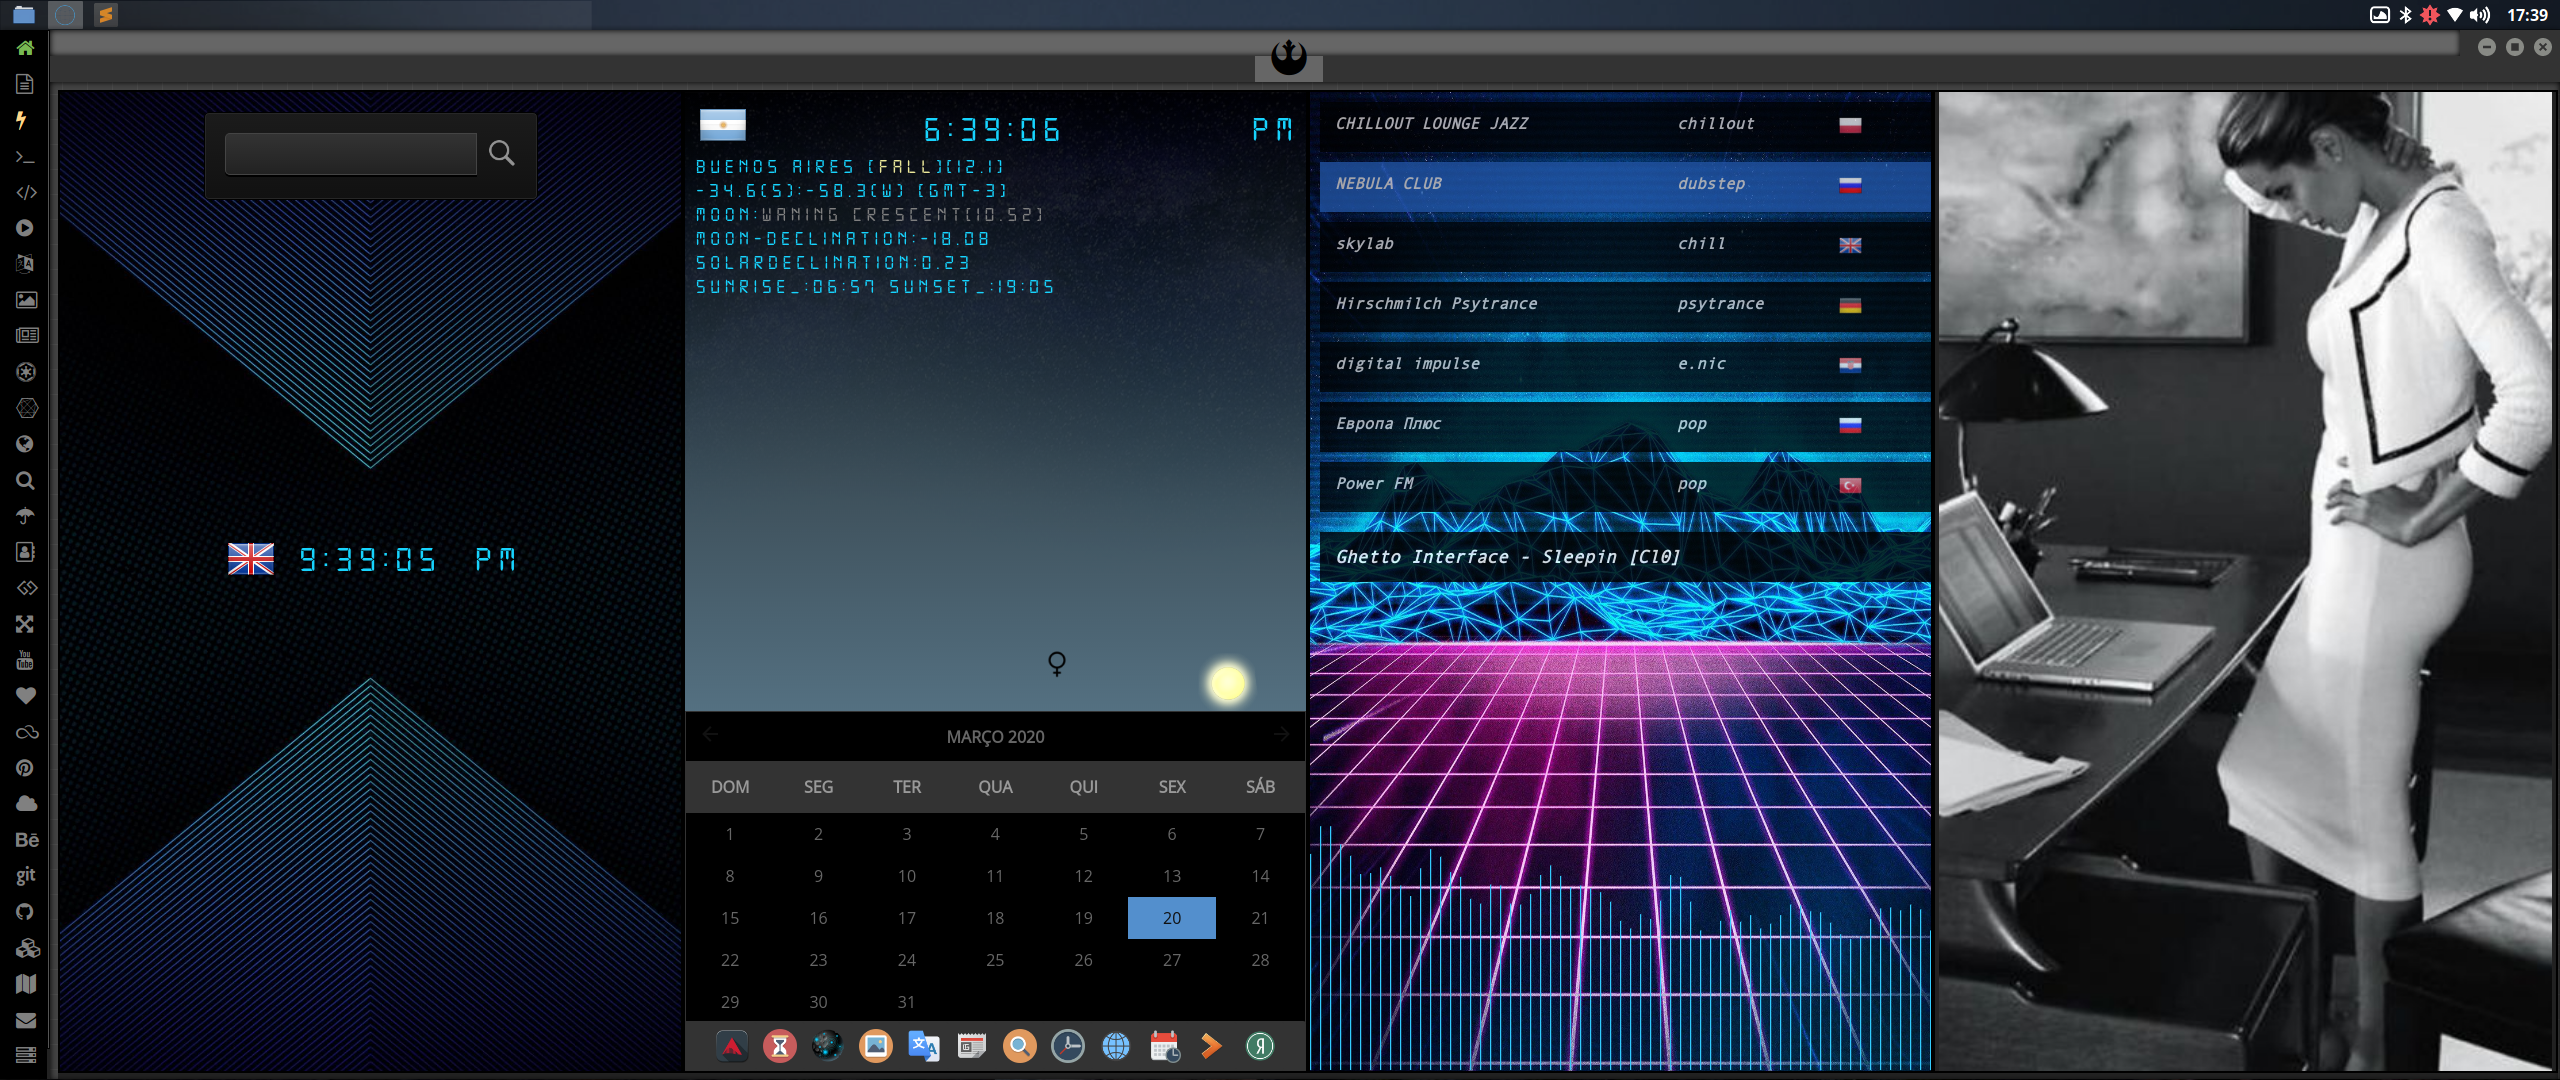 17:39
You
Tube
Bē
git
9:39:05 PM
6:39:06 PM
BUENOS AIRES [FALL][12.1]
-34.6(S):-58.3(W) [GMT-3]
MOON:WANING CRESCENT[10.52]
MOON-DECLINATION:-18.08
SOLARDECLINATION:0.23
SUNRISE_:06:57 SUNSET_:19:05
MARÇO 2020
DOM SEG TER QUA QUI SEX SÁB
1 2 3 4 5 6 7
8 9 10 11 12 13 14
15 16 17 18 19 20 21
22 23 24 25 26 27 28
29 30 31
CHILLOUT LOUNGE JAZZ chillout
NEBULA CLUB dubstep
skylab chill
Hirschmilch Psytrance psytrance
digital impulse e.nic
Европа Плюс pop
Power FM pop
Ghetto Interface - Sleepin [Cl0]